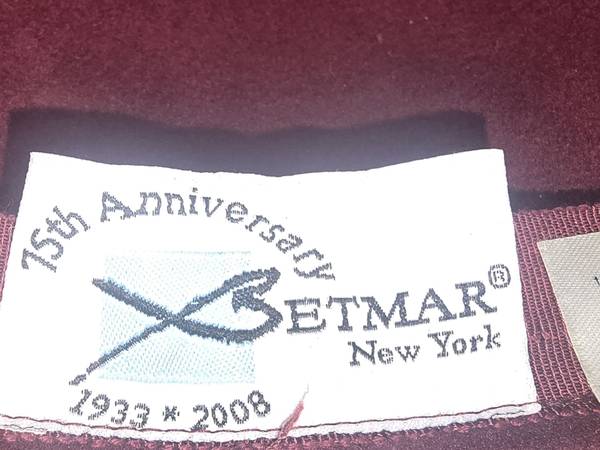 75th Anniversary
BETMAR®
New York
1933 * 2008